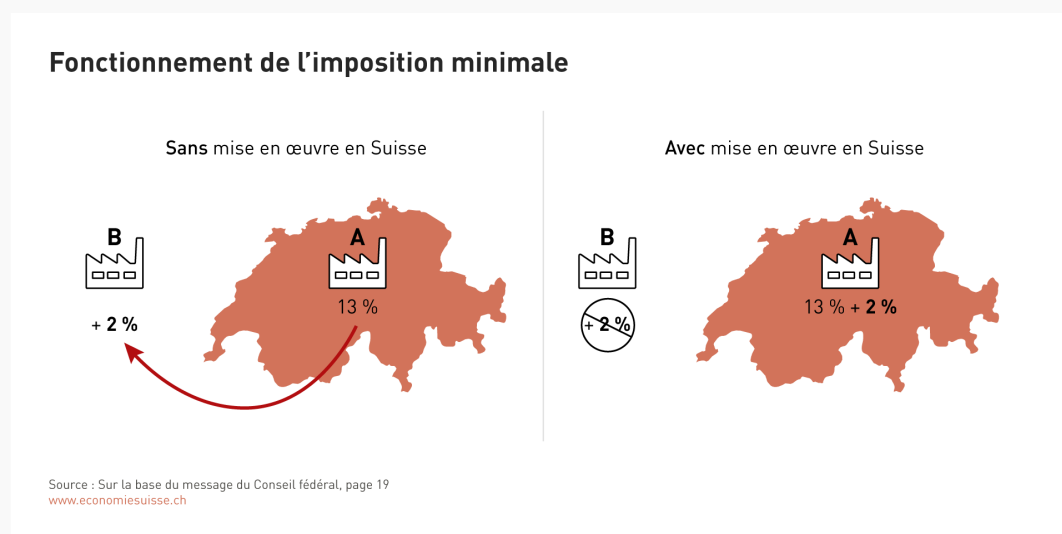 Fonctionnement de l'imposition minimale
Sans mise en œuvre en Suisse
B
+ 2 %
A
13 %
Avec mise en œuvre en Suisse
B
+ 2 %
A
13 % + 2 %
Source : Sur la base du message du Conseil fédéral, page 19
www.economiesuisse.ch